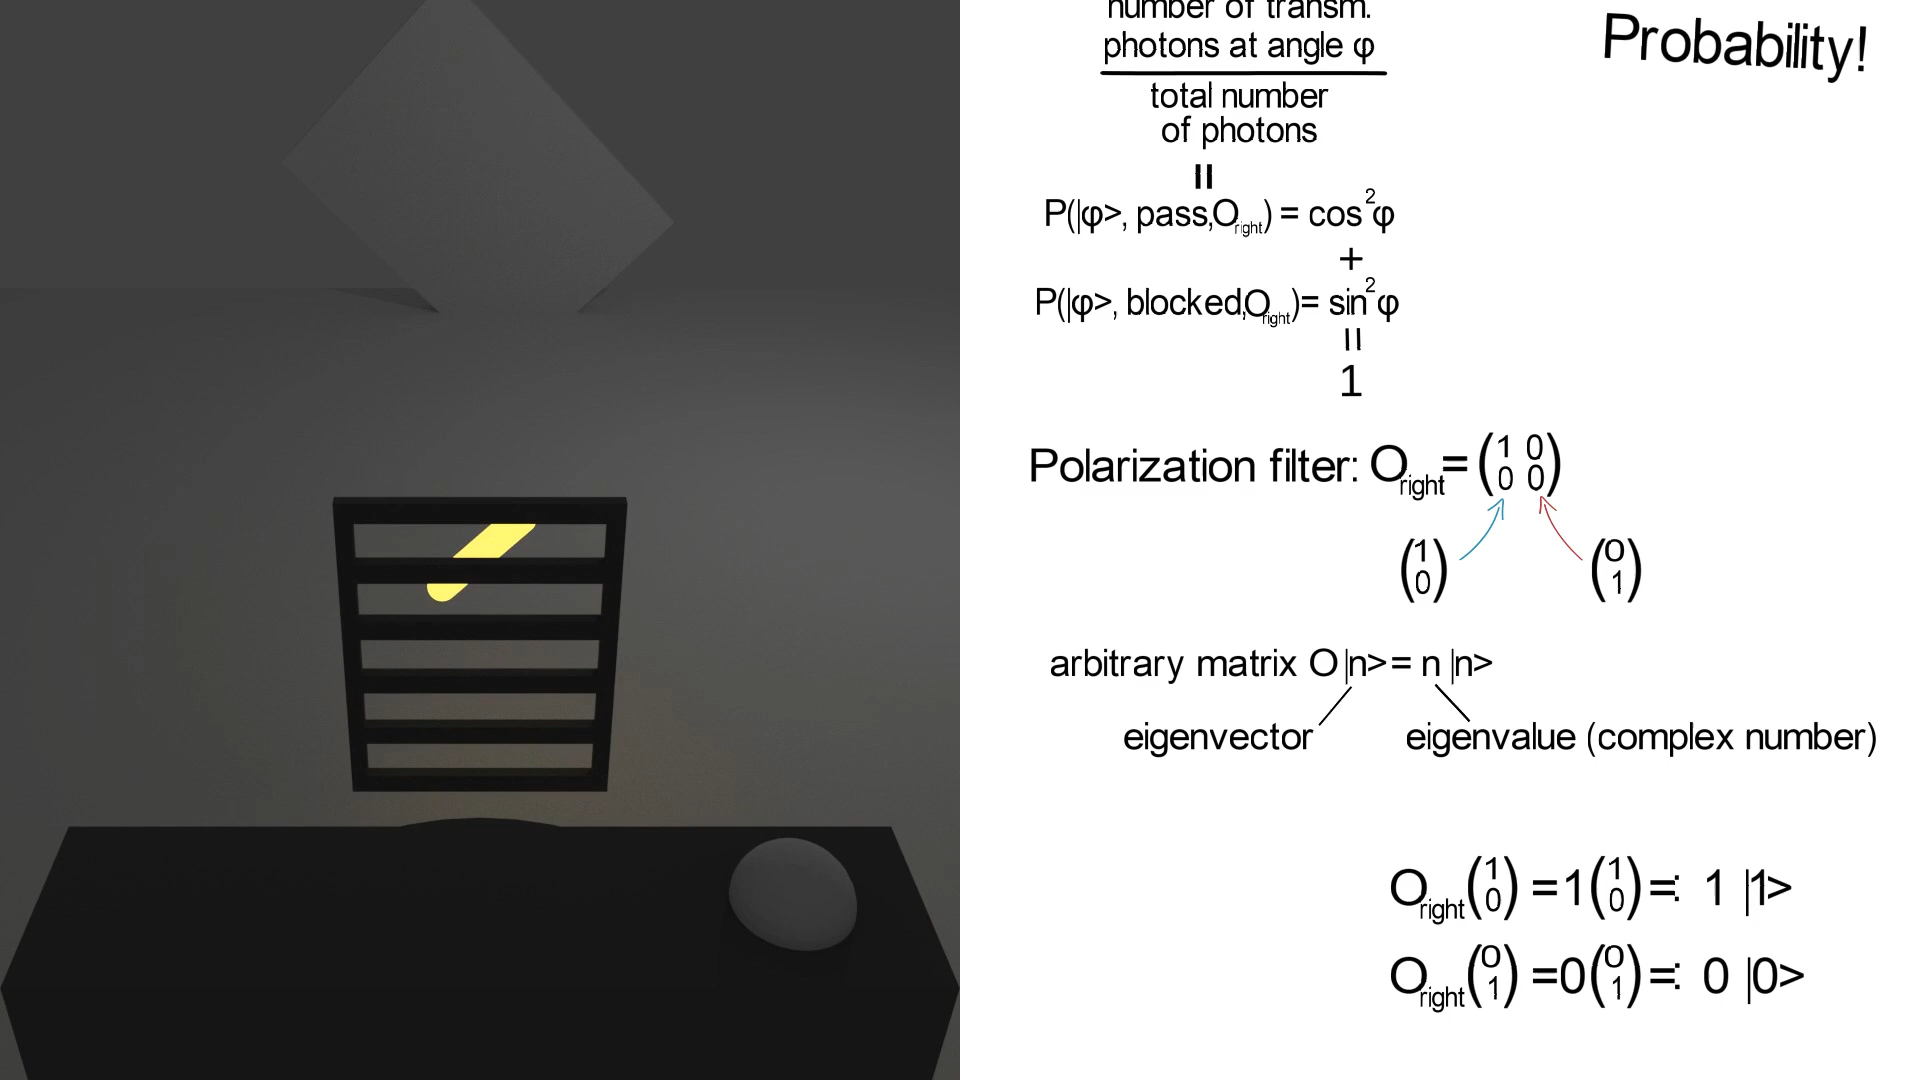 number of transm.
photons at angle φ
Probability!
total number
of photons
=
P(|φ>, pass,O_right) = cos²φ
+
P(|φ>, blocked,O_right)= sin²φ
=
1
Polarization filter: O_right = (1 0
0 0)
(1
0)
(0
1)
arbitrary matrix O |n> = n |n>
eigenvector
eigenvalue (complex number)
O_right (1
0) = 1 (1
0) =: 1 |1>
O_right (0
1) = 0 (0
1) =: 0 |0>